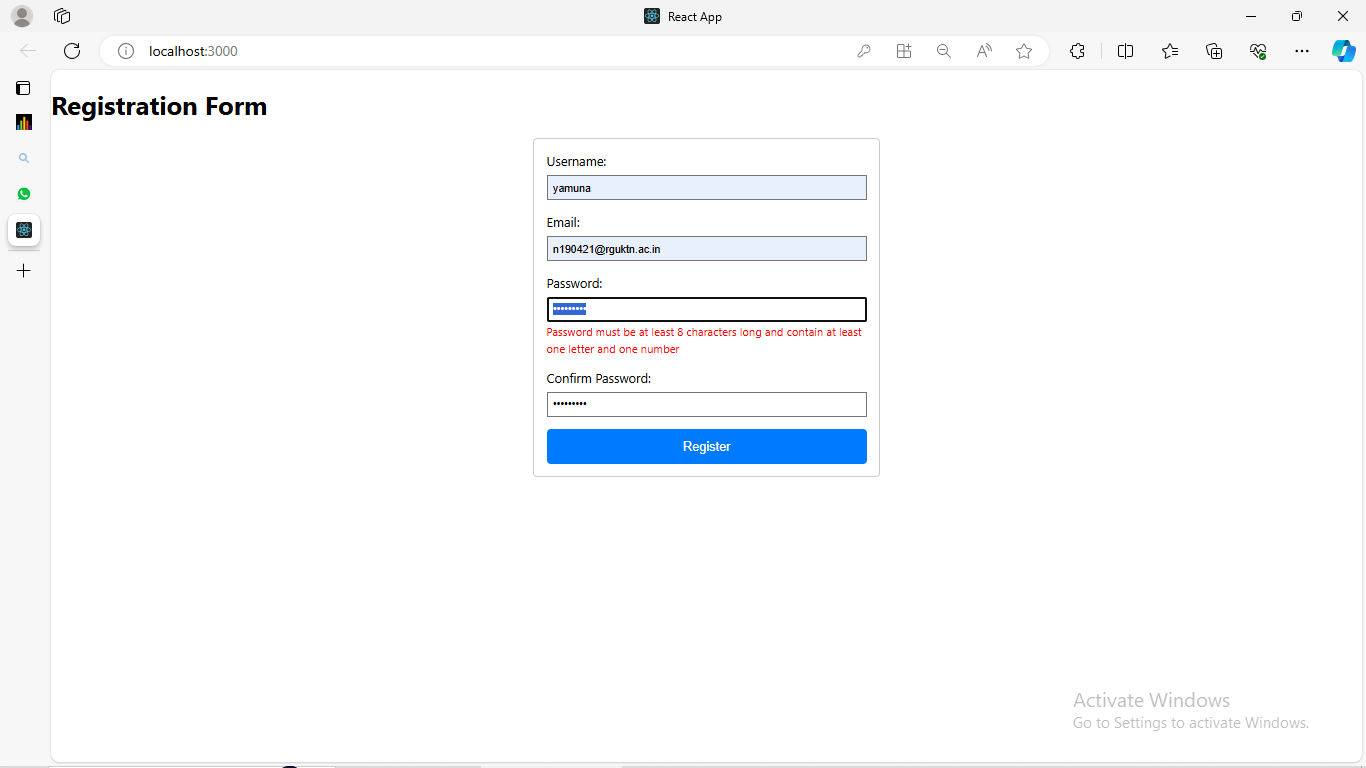 React App
localhost:3000
Registration Form
Username:
yamuna
Email:
n190421@rguktn.ac.in
Password:
•••••••••
Password must be at least 8 characters long and contain at least
one letter and one number
Confirm Password:
•••••••••
Register
Activate Windows
Go to Settings to activate Windows.